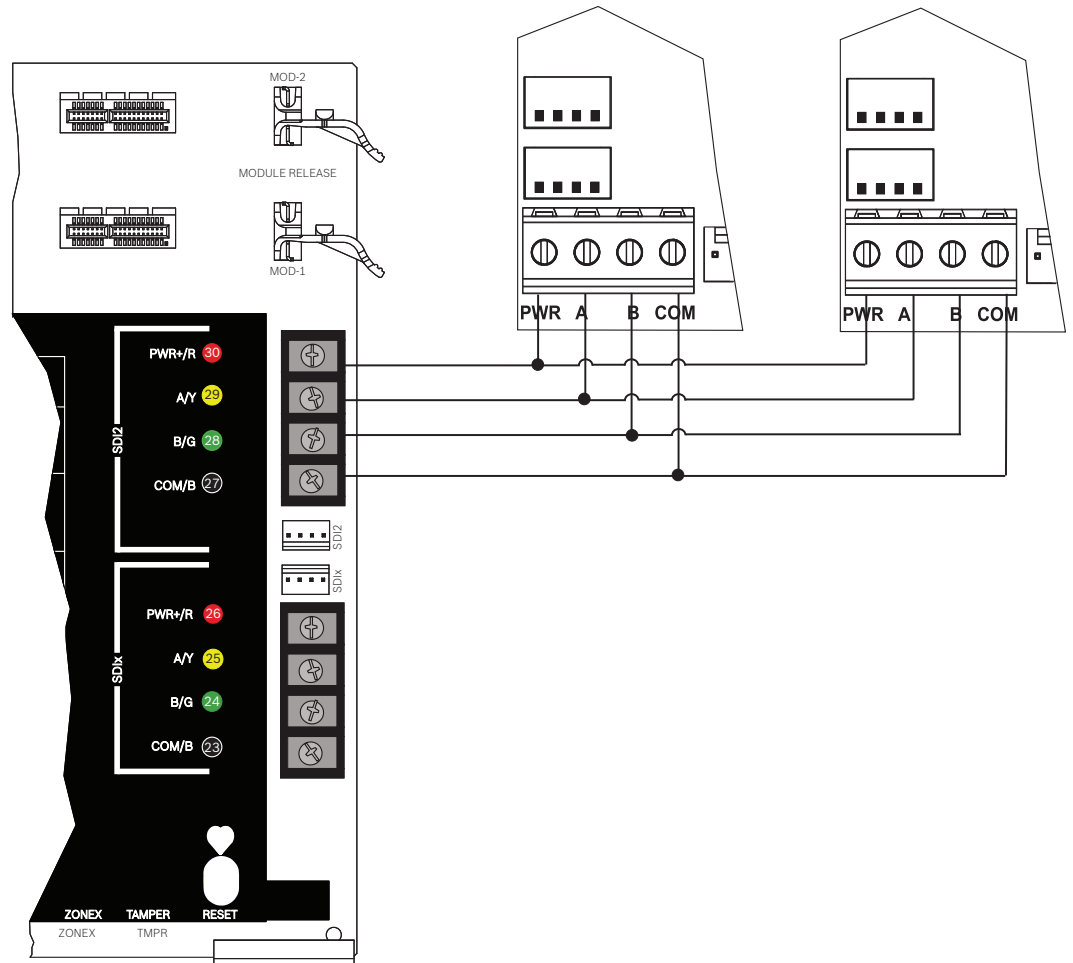 MOD-2
MODULE RELEASE
MOD-1
PWR A B COM
PWR A B COM
SDI2
PWR+/R 30
A/Y 29
B/G 28
COM/B 27
SDI2
SDIx
SDIx
PWR+/R 26
A/Y 25
B/G 24
COM/B 23
ZONEX TAMPER RESET
ZONEX TMPR